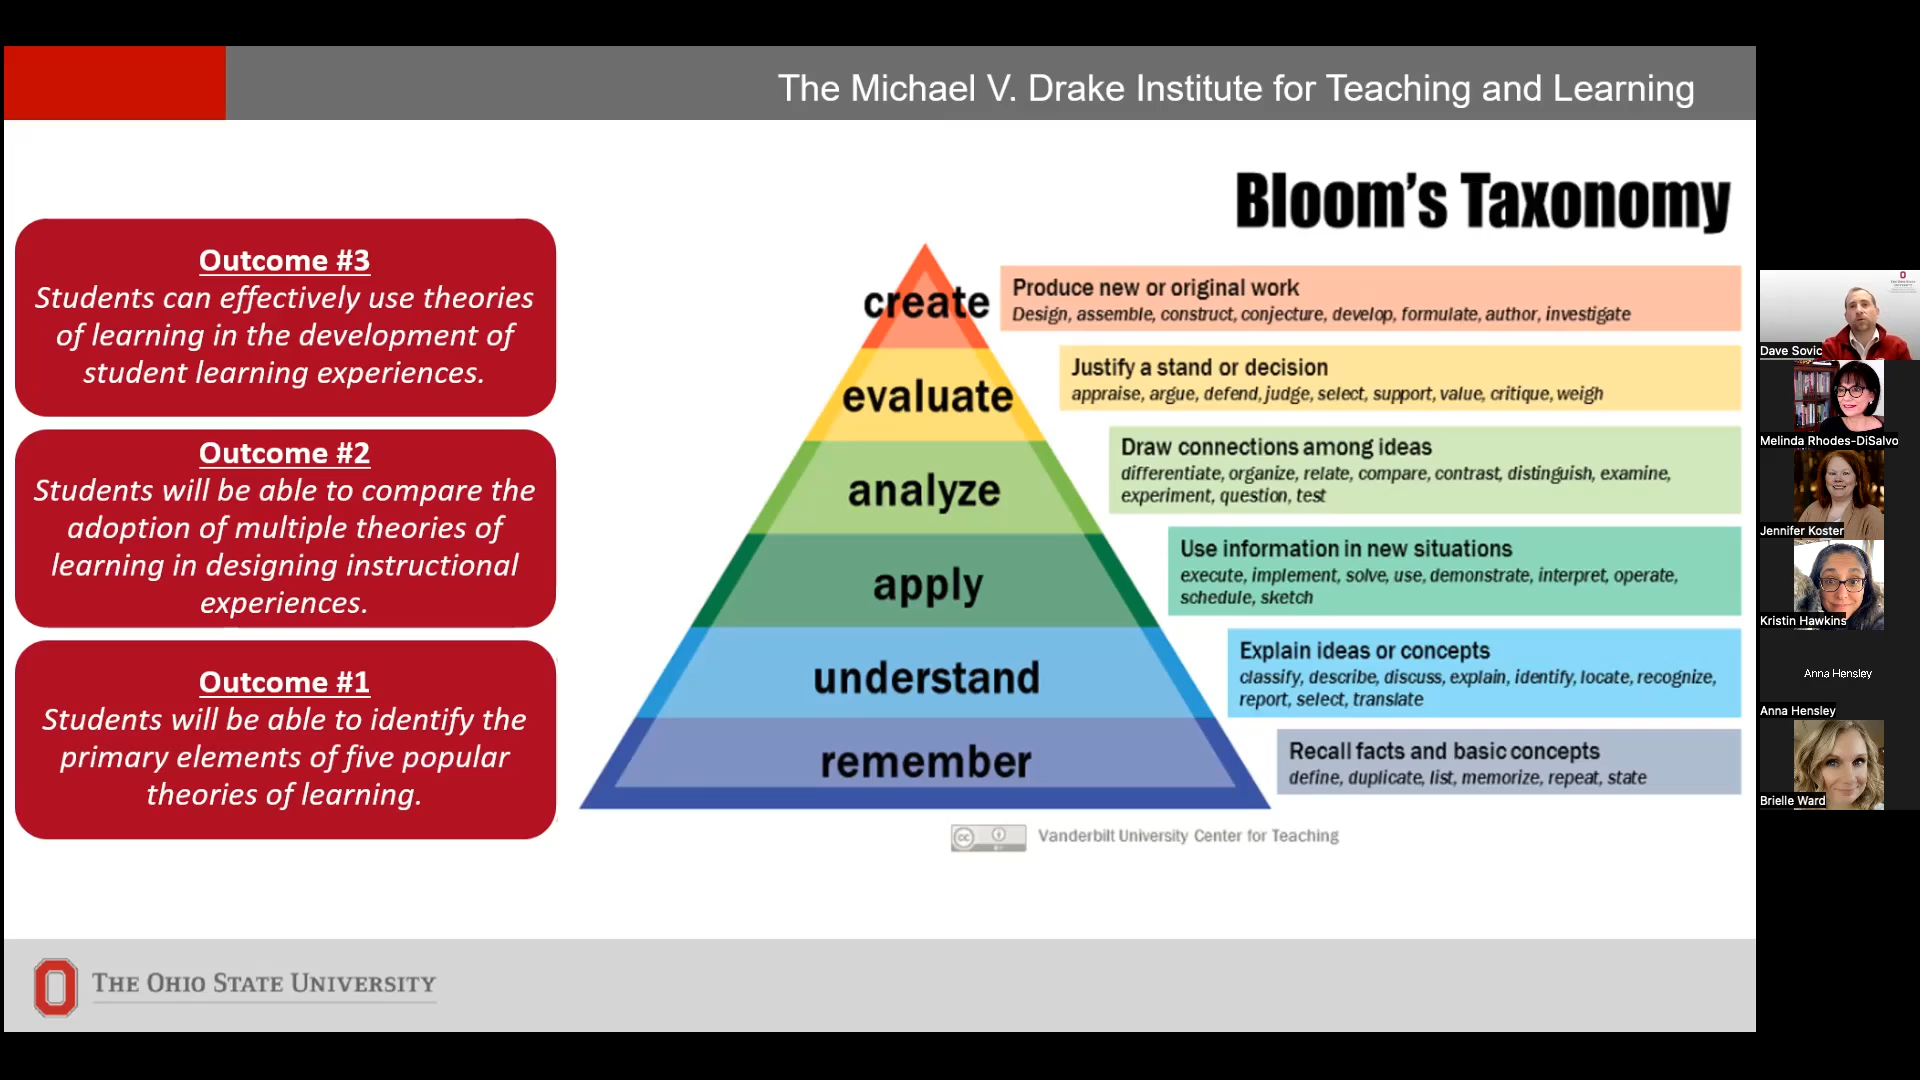 The Michael V. Drake Institute for Teaching and Learning
Bloom's Taxonomy
Outcome #3
Students can effectively use theories
of learning in the development of
student learning experiences.
Outcome #2
Students will be able to compare the
adoption of multiple theories of
learning in designing instructional
experiences.
Outcome #1
Students will be able to identify the
primary elements of five popular
theories of learning.
create
Produce new or original work
Design, assemble, construct, conjecture, develop, formulate, author, investigate
evaluate
Justify a stand or decision
appraise, argue, defend, judge, select, support, value, critique, weigh
analyze
Draw connections among ideas
differentiate, organize, relate, compare, contrast, distinguish, examine,
experiment, question, test
apply
Use information in new situations
execute, implement, solve, use, demonstrate, interpret, operate,
schedule, sketch
understand
Explain ideas or concepts
classify, describe, discuss, explain, identify, locate, recognize,
report, select, translate
remember
Recall facts and basic concepts
define, duplicate, list, memorize, repeat, state
cc
Vanderbilt University Center for Teaching
THE OHIO STATE UNIVERSITY
Dave Sovic
Melinda Rhodes-DiSalvo
Jennifer Koster
Kristin Hawkins
Anna Hensley
Anna Hensley
Brielle Ward